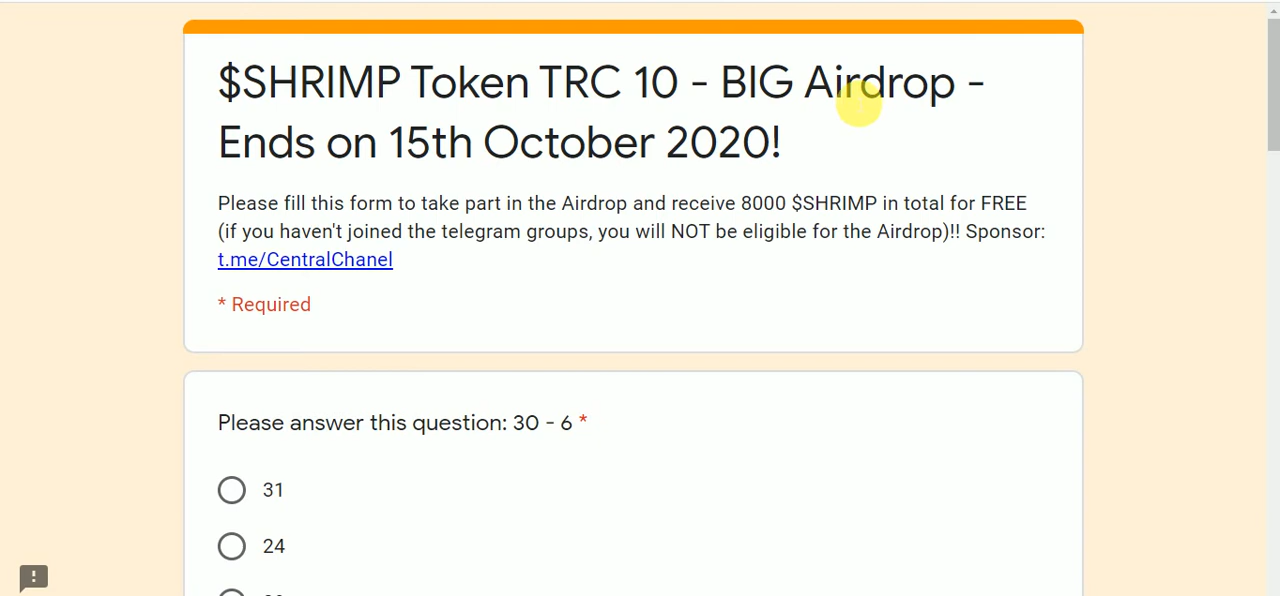 $SHRIMP Token TRC 10 - BIG Airdrop -
Ends on 15th October 2020!
Please fill this form to take part in the Airdrop and receive 8000 $SHRIMP in total for FREE
(if you haven't joined the telegram groups, you will NOT be eligible for the Airdrop)!! Sponsor:
t.me/CentralChanel
* Required
Please answer this question: 30 - 6 *
31
24